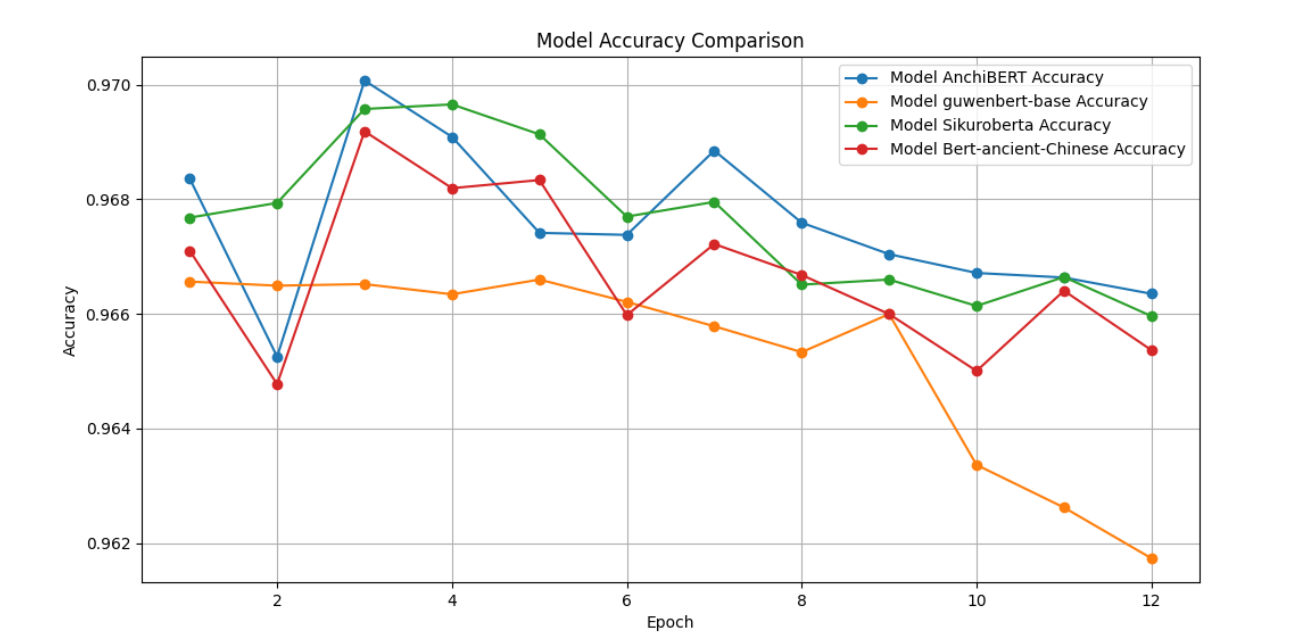 Model Accuracy Comparison
Model AnchiBERT Accuracy
Model guwenbert-base Accuracy
Model Sikuroberta Accuracy
Model Bert-ancient-Chinese Accuracy
0.970
0.968
0.966
0.964
0.962
Accuracy
2 4 6 8 10 12
Epoch